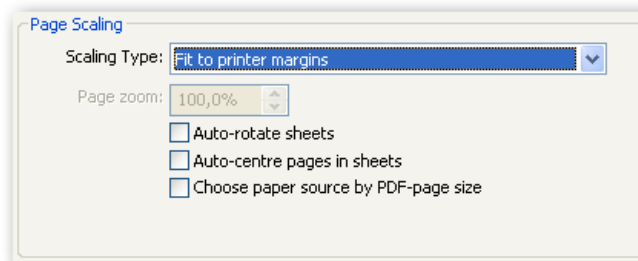 Page Scaling
Scaling Type: Fit to printer margins
Page zoom: 100,0%
Auto-rotate sheets
Auto-centre pages in sheets
Choose paper source by PDF-page size